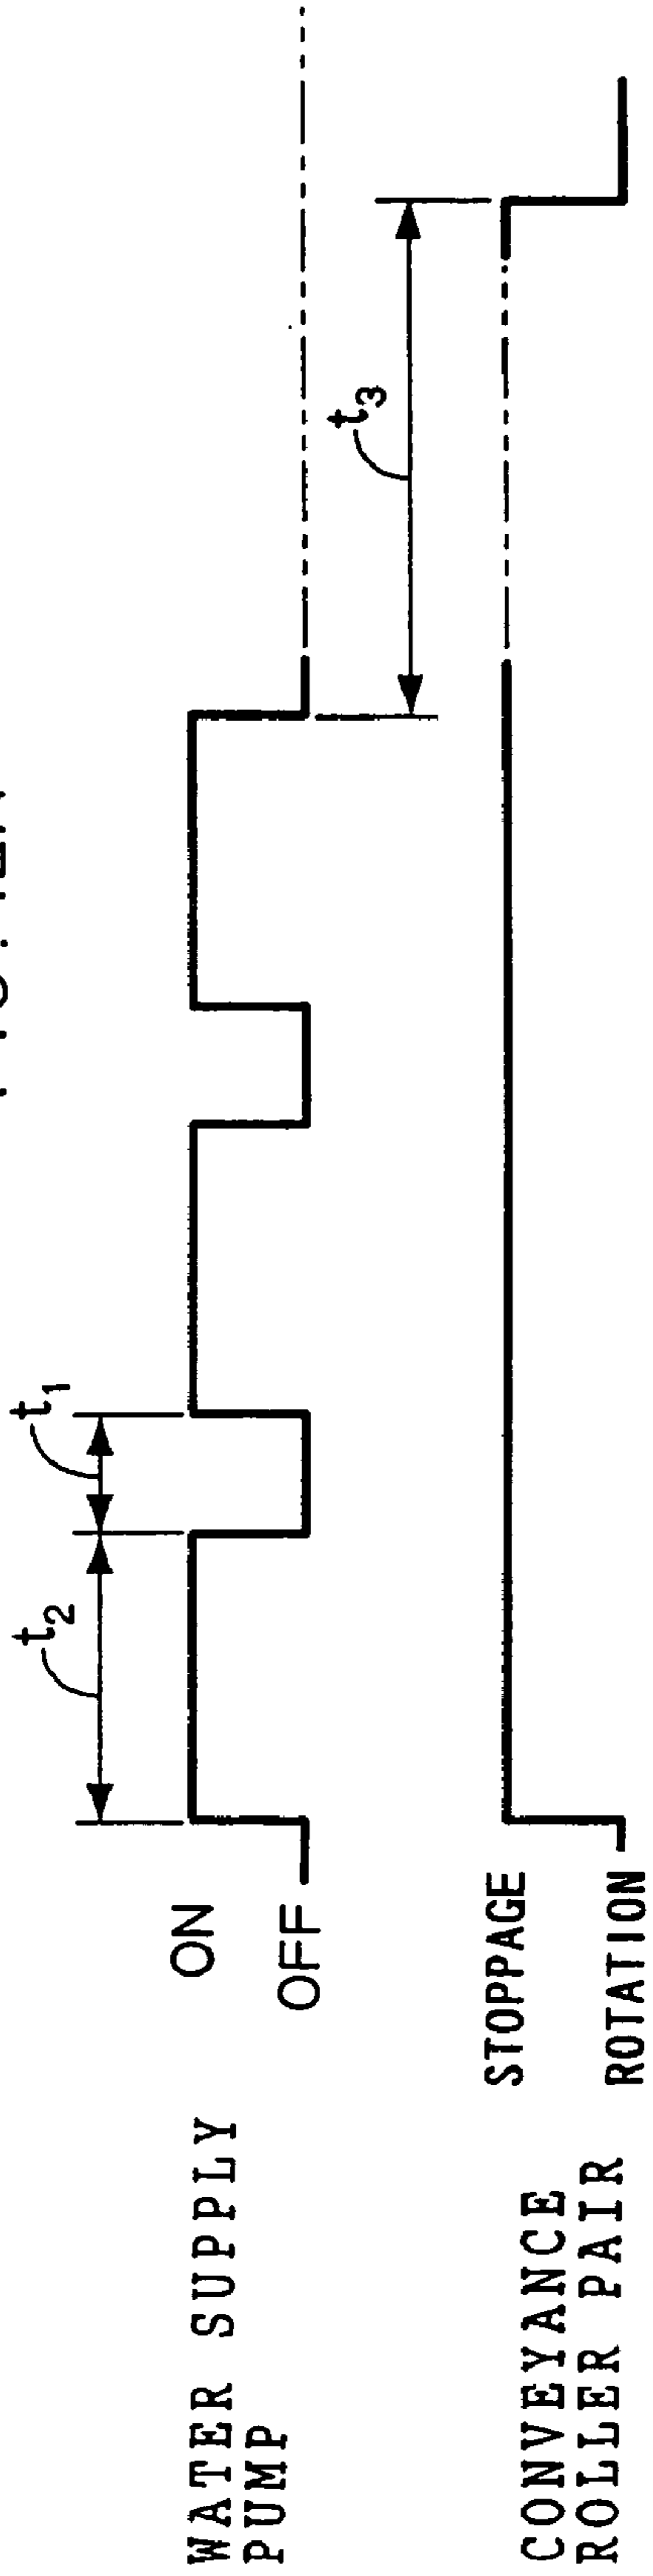 WATER SUPPLY
PUMP
ON
OFF
t2
t1
t3
CONVEYANCE
ROLLER PAIR
STOPPAGE
ROTATION